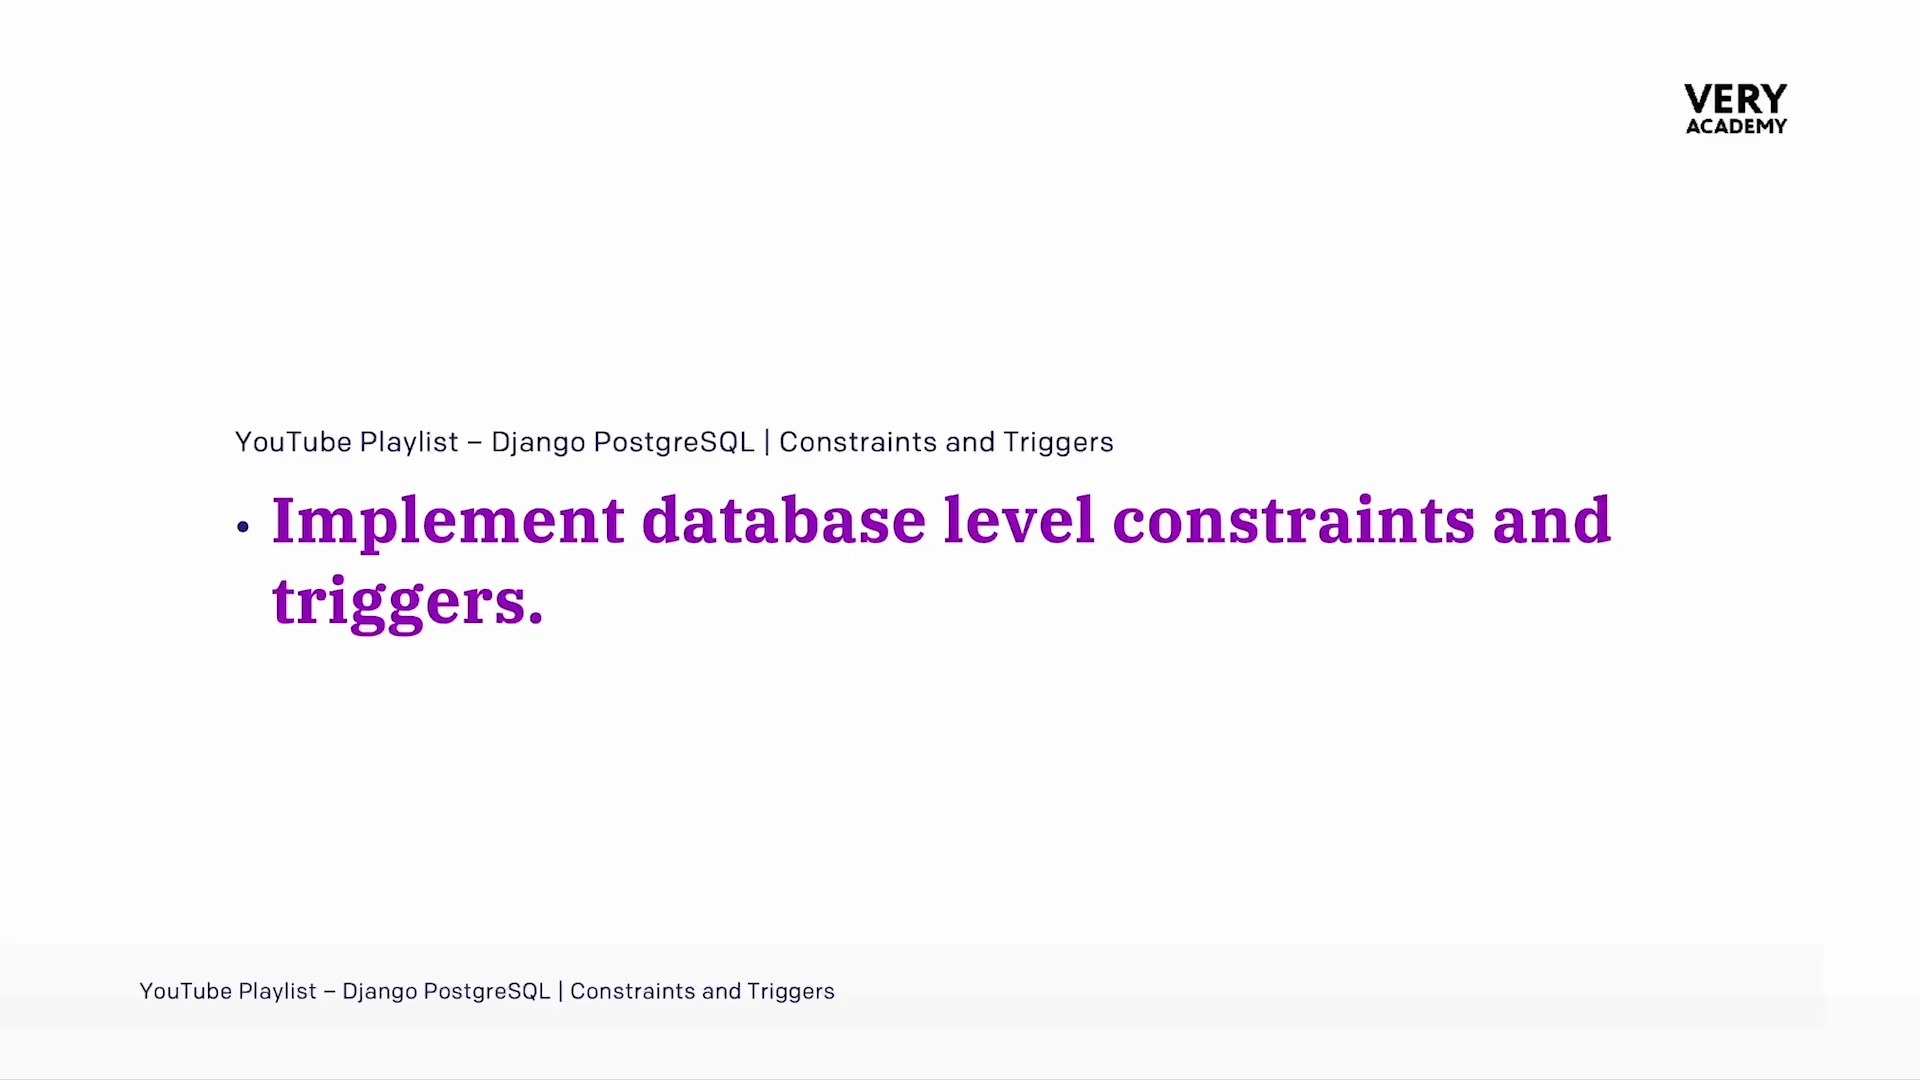 VERY
ACADEMY
YouTube Playlist – Django PostgreSQL | Constraints and Triggers
• Implement database level constraints and
triggers.
YouTube Playlist – Django PostgreSQL | Constraints and Triggers